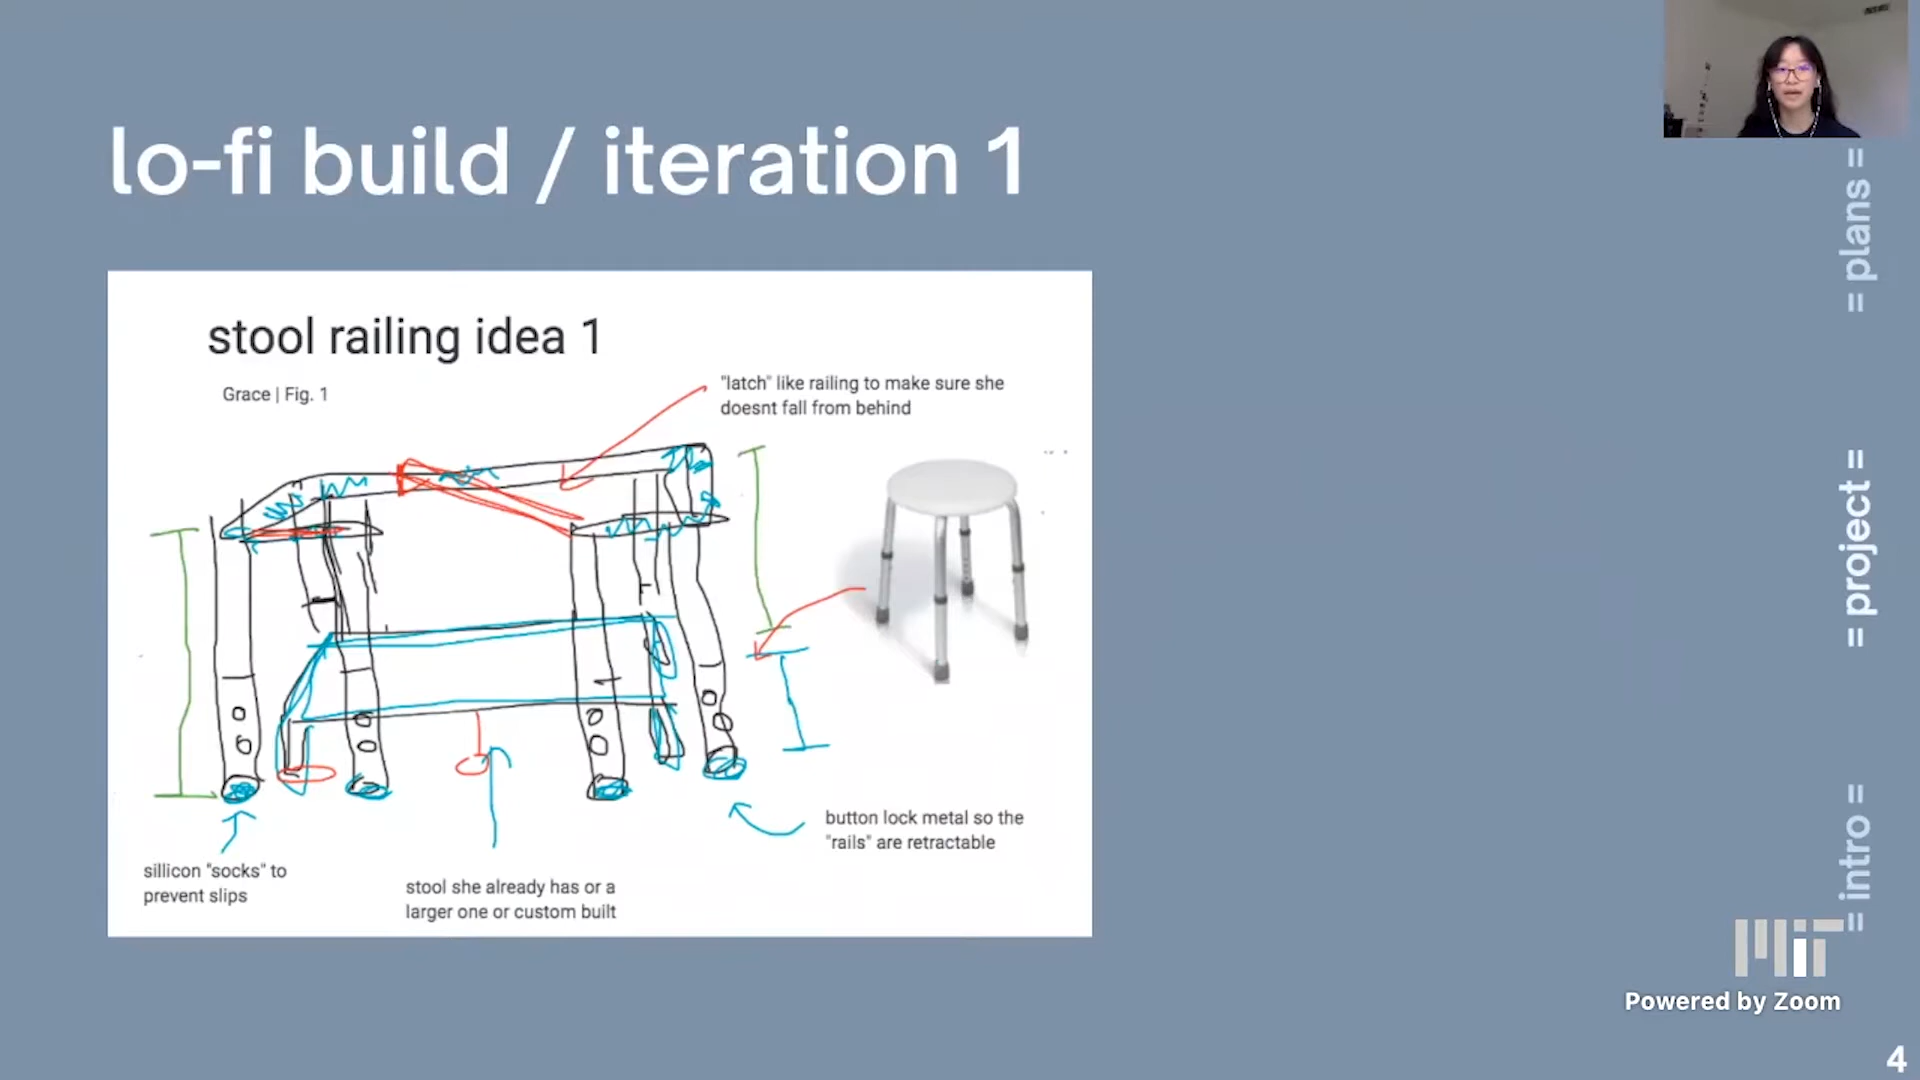 lo-fi build / iteration 1
stool railing idea 1
Grace | Fig. 1
"latch" like railing to make sure she
doesnt fall from behind
button lock metal so the
"rails" are retractable
sillicon "socks" to
prevent slips
stool she already has or a
larger one or custom built
= plans =
= project =
= intro =
MIT
Powered by Zoom
4